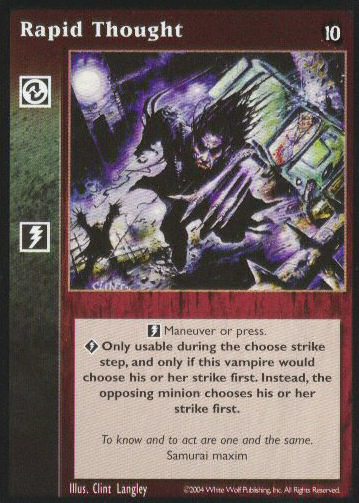 Rapid Thought
10
CLINT
Maneuver or press.
Only usable during the choose strike
step, and only if this vampire would
choose his or her strike first. Instead, the
opposing minion chooses his or her
strike first.
To know and to act are one and the same.
Samurai maxim
Illus. Clint Langley
©2004 White Wolf Publishing, Inc. All Rights Reserved.